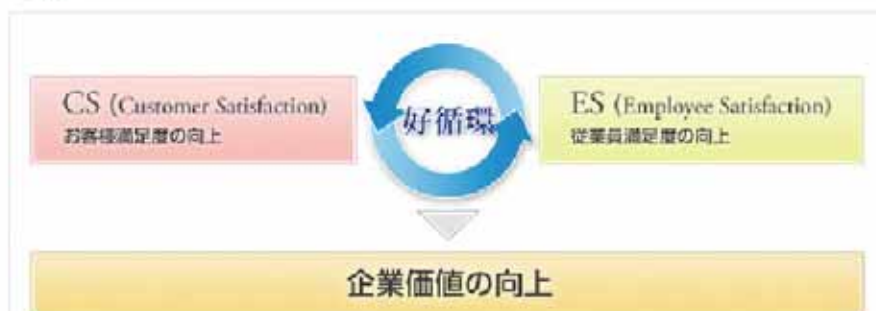 CS (Customer Satisfaction)
お客様満足度の向上
好循環
ES (Employee Satisfaction)
従業員満足度の向上
企業価値の向上